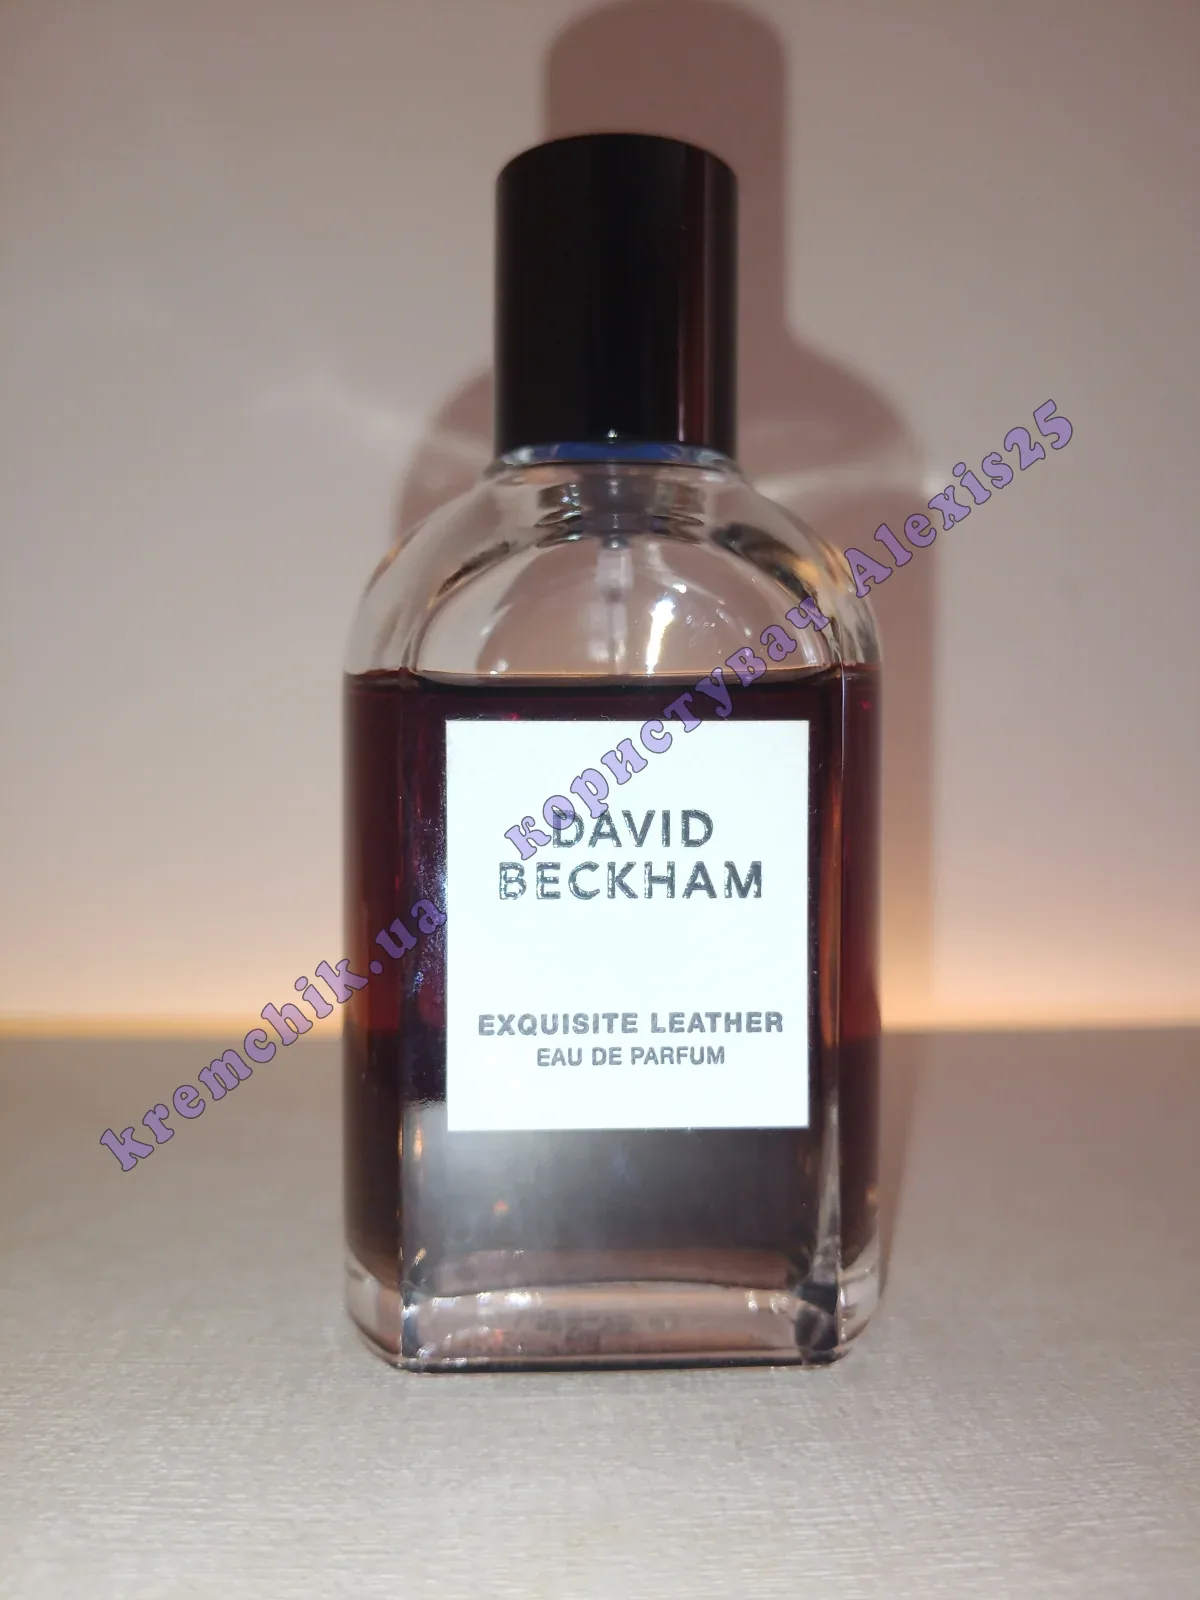 kremchik.ua користувач Alexis25
DAVID
BECKHAM
EXQUISITE LEATHER
EAU DE PARFUM